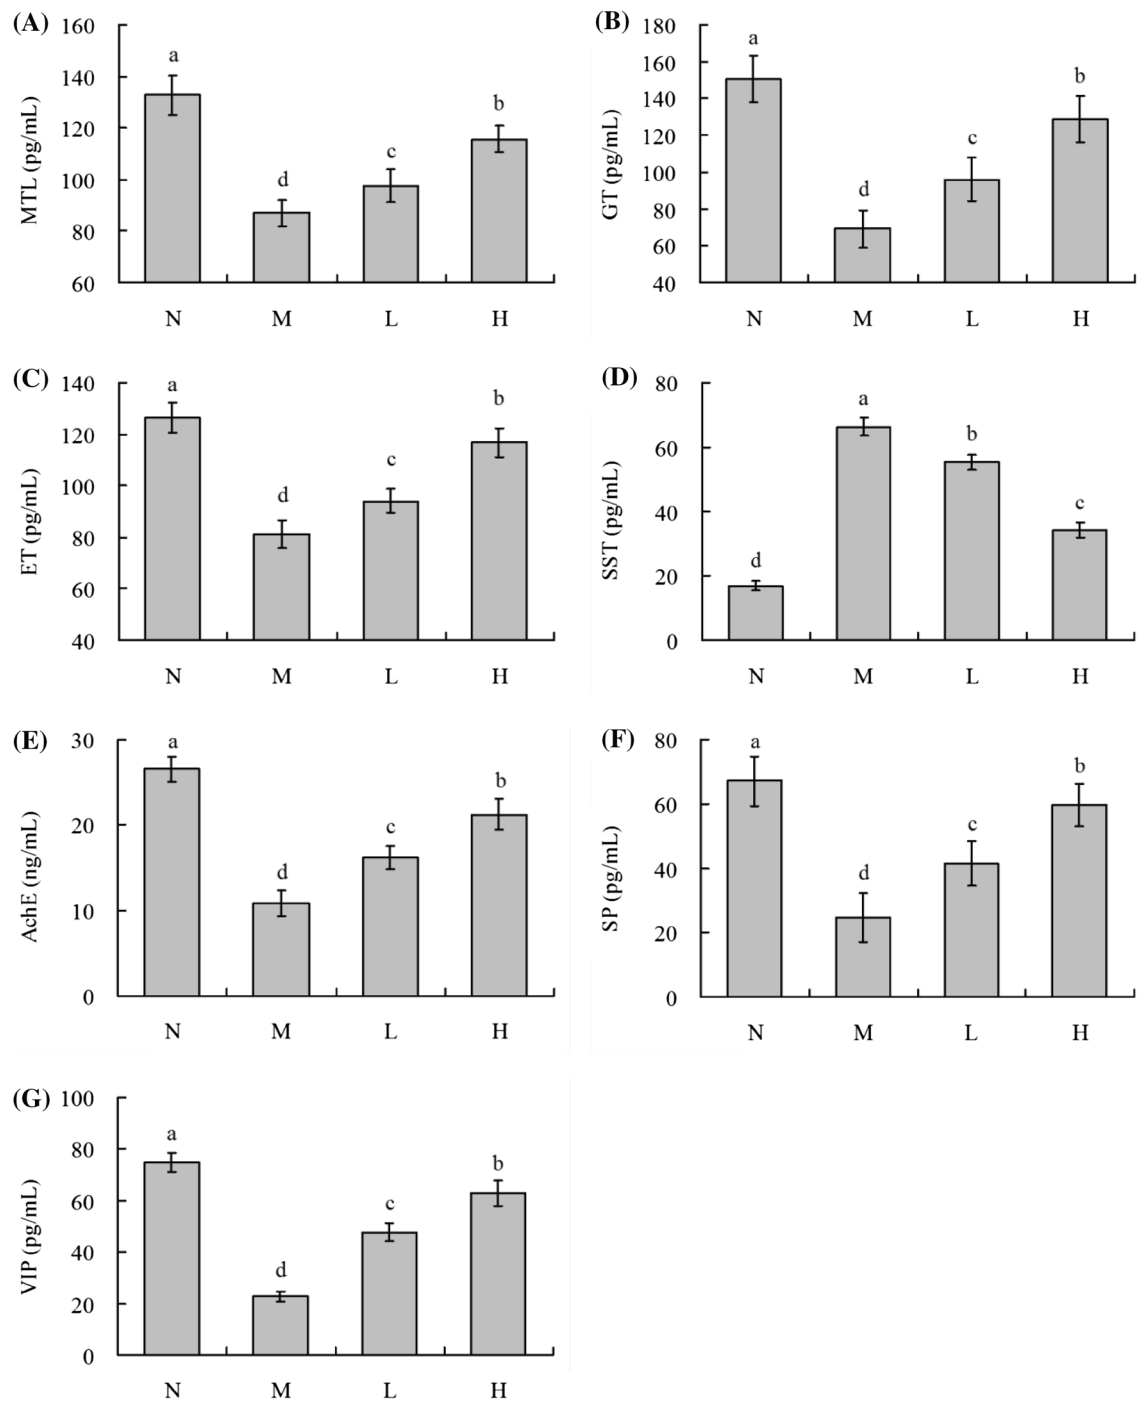 (A)
MTL (pg/mL)
160
140
120
100
80
60
a
d
c
b
N M L H
(B)
GT (pg/mL)
180
160
140
120
100
80
60
40
a
d
c
b
N M L H
(C)
ET (pg/mL)
140
120
100
80
60
40
a
d
c
b
N M L H
(D)
SST (pg/mL)
80
60
40
20
0
d
a
b
c
N M L H
(E)
AchE (ng/mL)
30
20
10
0
a
d
c
b
N M L H
(F)
SP (pg/mL)
80
60
40
20
0
a
d
c
b
N M L H
(G)
VIP (pg/mL)
100
80
60
40
20
0
a
d
c
b
N M L H